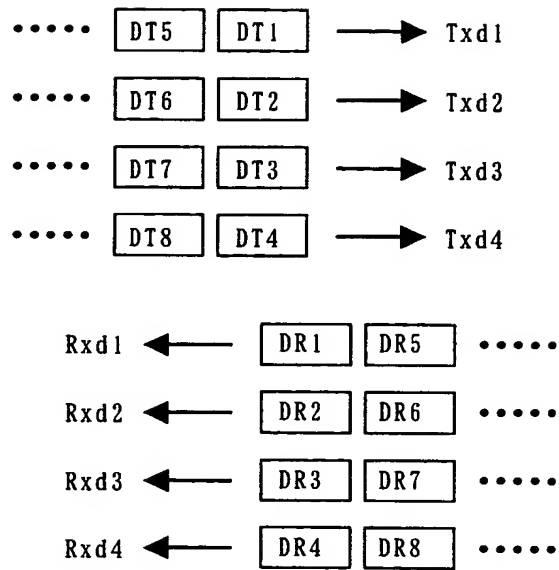 DT5 DT1 Txd1
DT6 DT2 Txd2
DT7 DT3 Txd3
DT8 DT4 Txd4
Rxd1 DR1 DR5
Rxd2 DR2 DR6
Rxd3 DR3 DR7
Rxd4 DR4 DR8